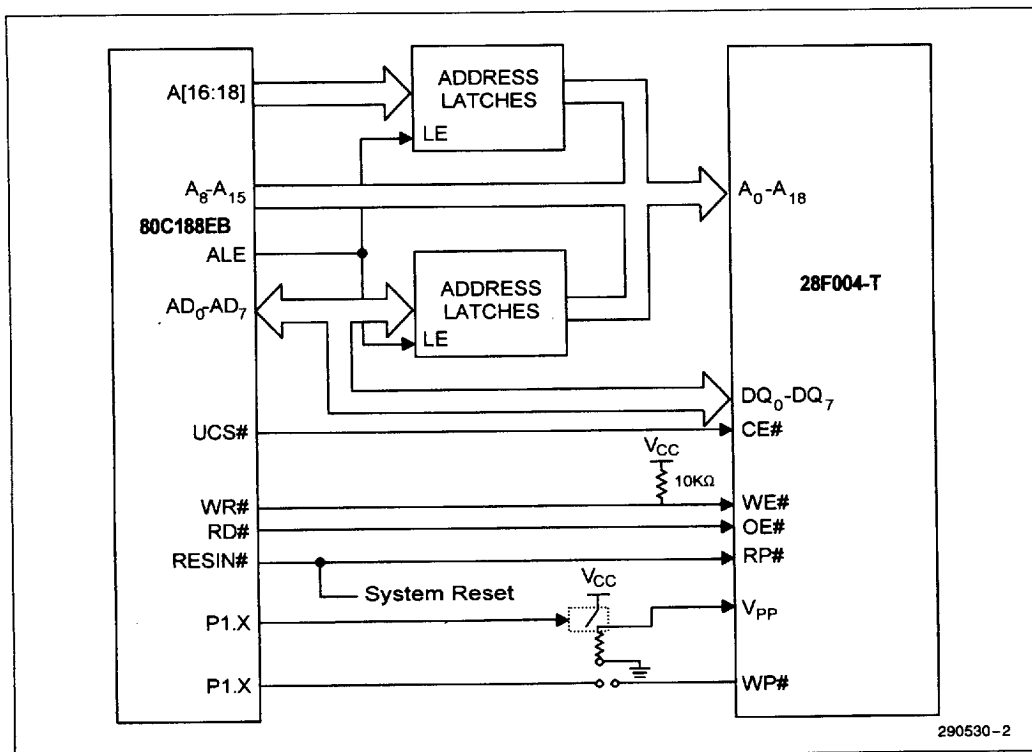 A[16:18]
ADDRESS
LATCHES
LE
A8-A15
A0-A18
80C188EB
ALE
28F004-T
ADDRESS
LATCHES
AD0-AD7
LE
DQ0-DQ7
UCS#
CE#
VCC
10KΩ
WR#
WE#
RD#
OE#
RESIN#
RP#
System Reset
VCC
VPP
P1.X
P1.X
WP#
290530-2